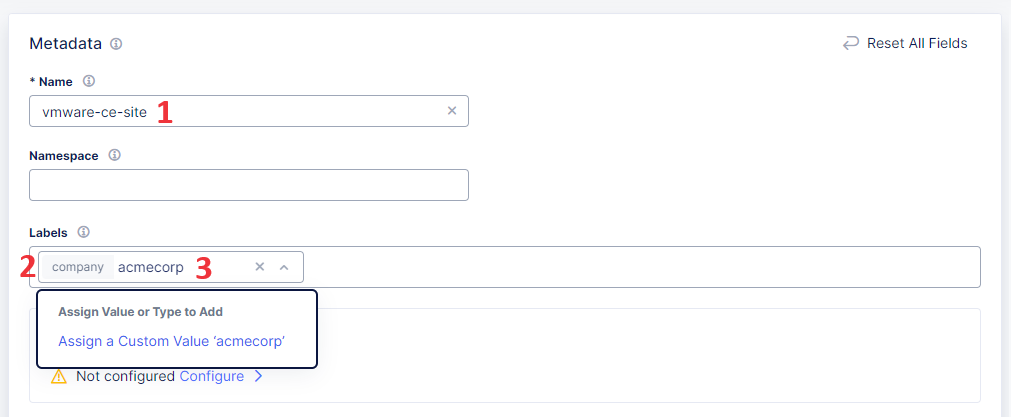 Metadata
Reset All Fields
* Name
vmware-ce-site 1
Namespace
Labels
2 company acmecorp 3
Assign Value or Type to Add
Assign a Custom Value ‘acmecorp’
Not configured Configure